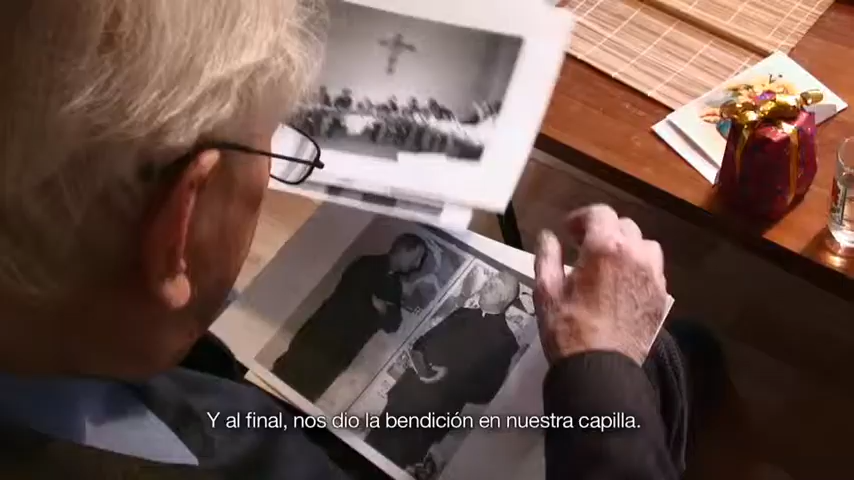 Y al final, nos dio la bendición en nuestra capilla.